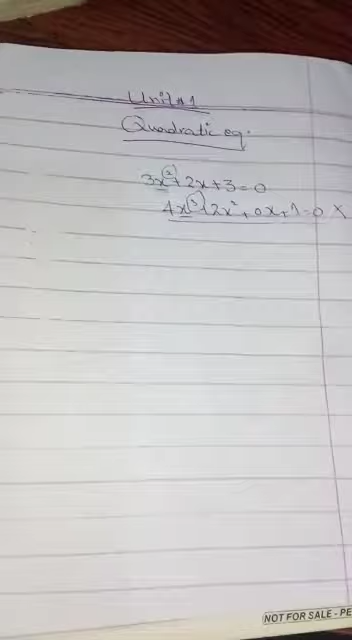 Unit # 1
Quadratic eq.
3x²+2x+3=0
4x³+2x²+0x+1=0 X
NOT FOR SALE - PE